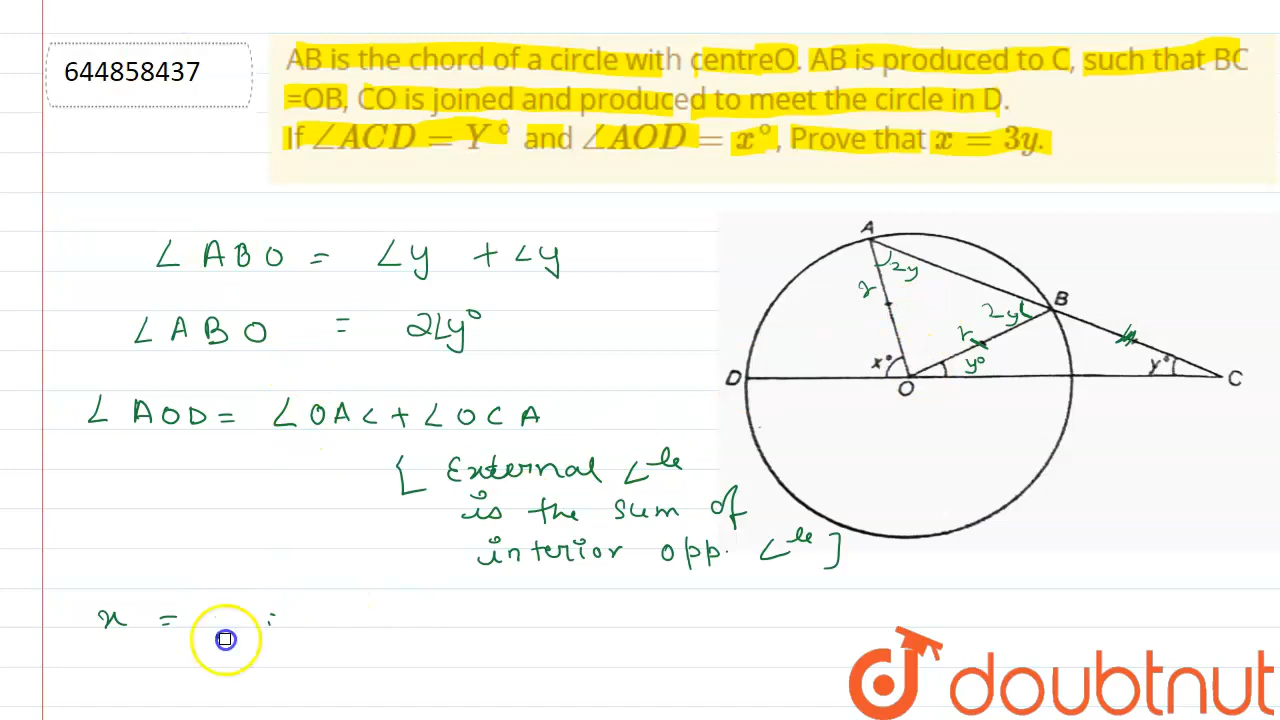 644858437
AB is the chord of a circle with centreO. AB is produced to C, such that BC
=OB, CO is joined and produced to meet the circle in D.
If ∠ACD = Y° and ∠AOD = x°, Prove that x = 3y.
∠ ABO = ∠y + ∠y
∠ ABO = 2∠y°
∠ AOD = ∠OAC + ∠OCA
[ External ∠le
is the sum of
interior opp. ∠le ]
x =
A
2y
r
B
2y
r
x°
y°
y°
D
O
C
doubtnut